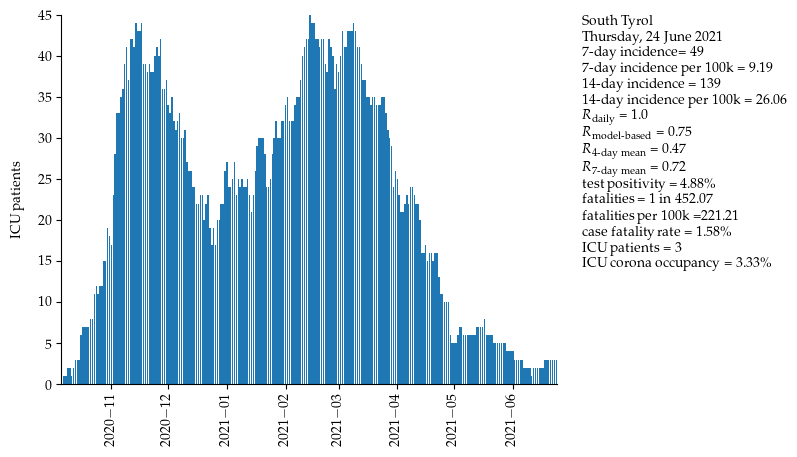 South Tyrol
Thursday, 24 June 2021
7-day incidence= 49
7-day incidence per 100k = 9.19
14-day incidence = 139
14-day incidence per 100k = 26.06
Rdaily = 1.0
Rmodel-based = 0.75
R4-day mean = 0.47
R7-day mean = 0.72
test positivity = 4.88%
fatalities = 1 in 452.07
fatalities per 100k =221.21
case fatality rate = 1.58%
ICU patients = 3
ICU corona occupancy = 3.33%
ICU patients
45
40
35
30
25
20
15
10
5
0
2020−11
2020−12
2021−01
2021−02
2021−03
2021−04
2021−05
2021−06